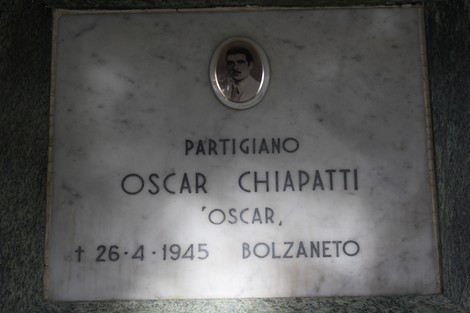 PARTIGIANO
OSCAR CHIAPATTI
'OSCAR,
† 26·4·1945 BOLZANETO